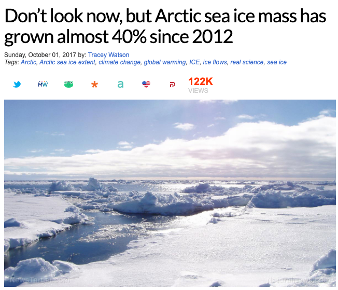 Don't look now, but Arctic sea ice mass has
grown almost 40% since 2012
Sunday, October 01, 2017 by: Tracey Watson
Tags: Arctic, Arctic sea ice extent, climate change, global warming, ICE, ice flows, real science, sea ice
122K
VIEWS